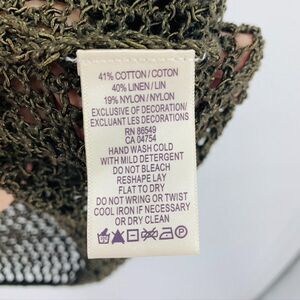 41% COTTON / COTON
40% LINEN / LIN
19% NYLON / NYLON
EXCLUSIVE OF DECORATION/
EXCLUANT LES DECORATIONS
RN 86549
CA 04754
HAND WASH COLD
WITH MILD DETERGENT
DO NOT BLEACH
RESHAPE LAY
FLAT TO DRY
DO NOT WRING OR TWIST
COOL IRON IF NECESSARY
OR DRY CLEAN